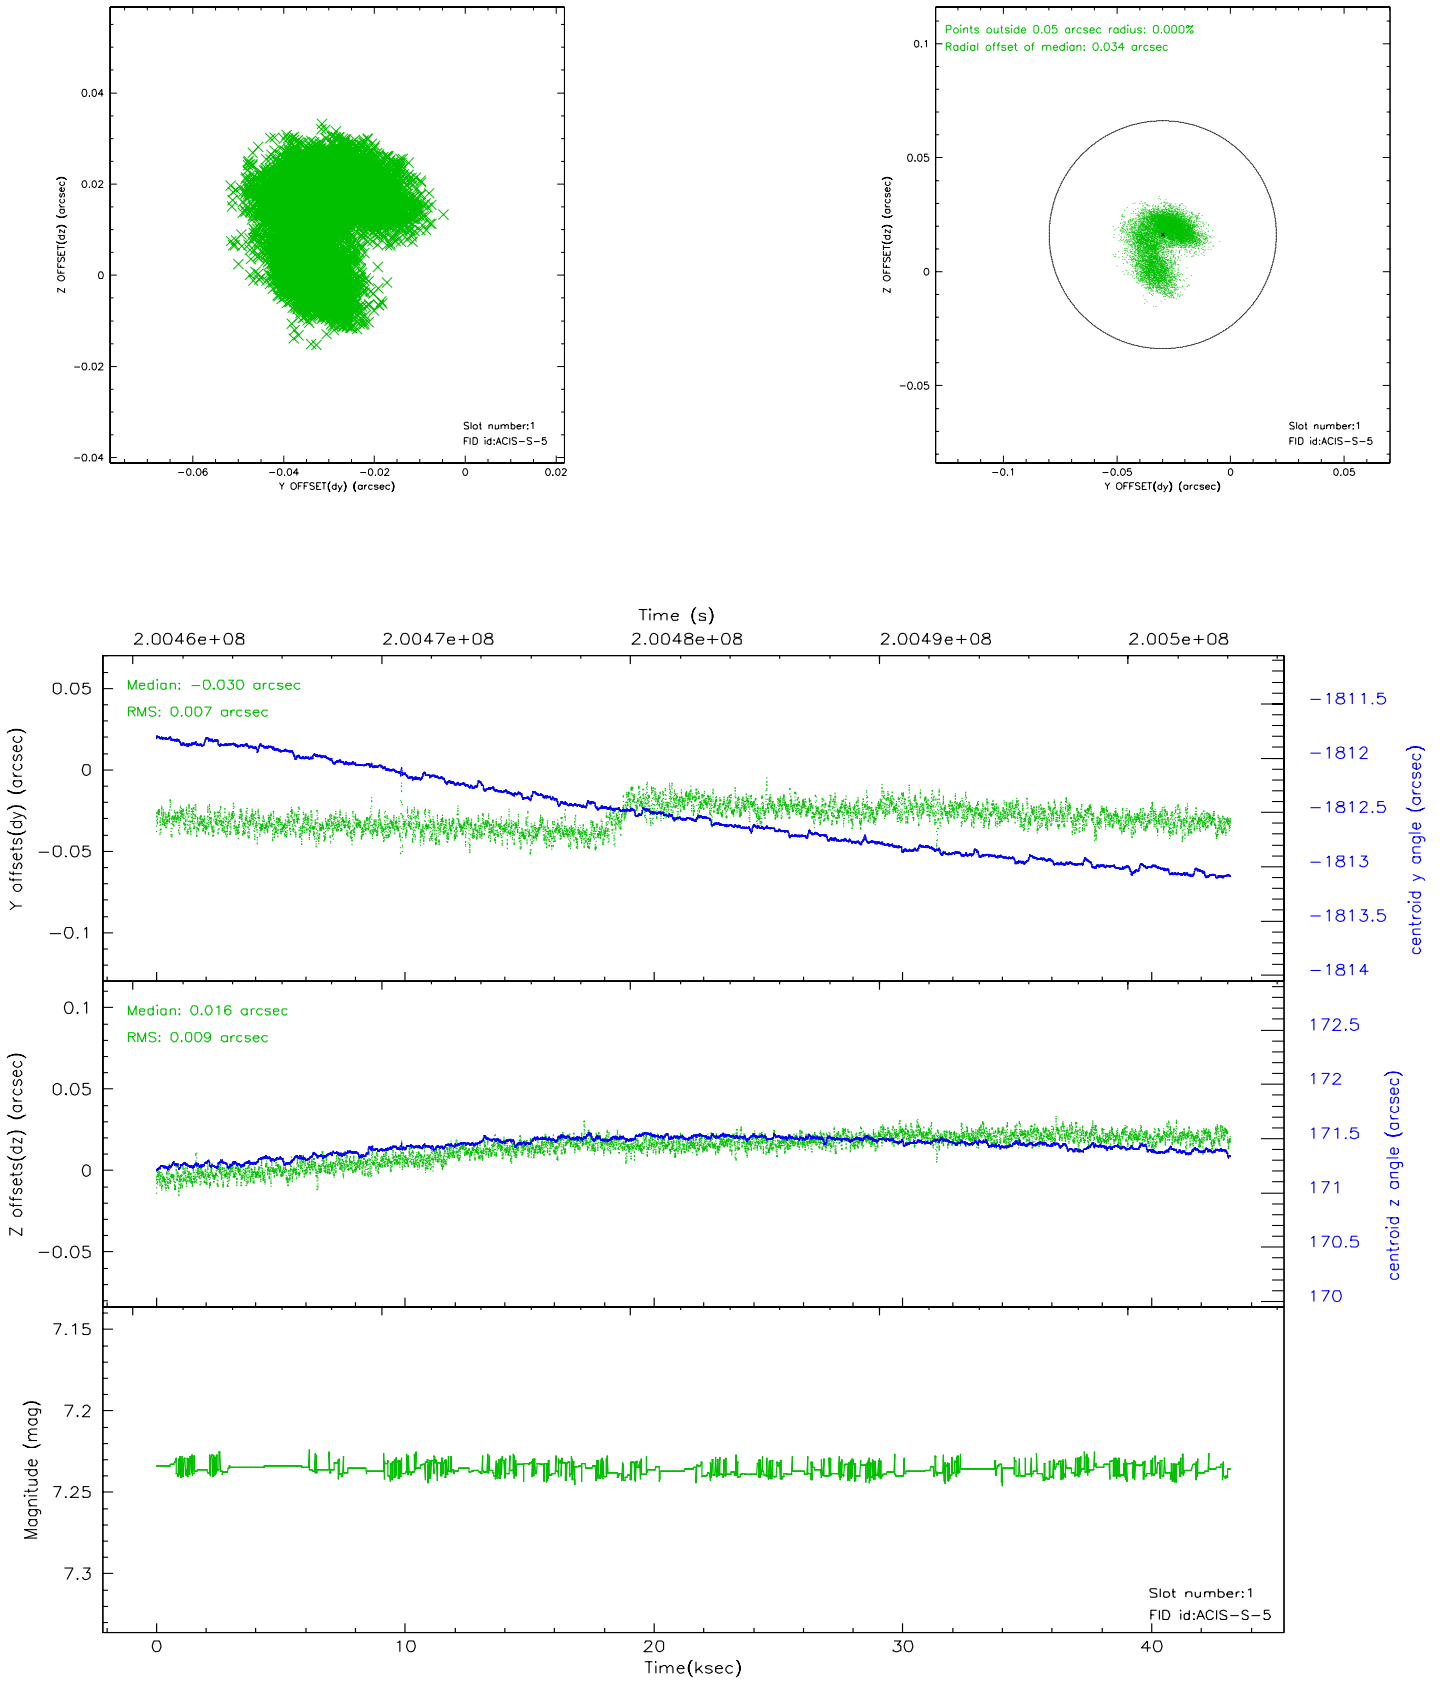 0.04
0.02
0
−0.02
−0.04
Z OFFSET(dz) (arcsec)
−0.06
−0.04
−0.02
0
0.02
Y OFFSET(dy) (arcsec)
Slot number:1
FID id:ACIS−S−5
Points outside 0.05 arcsec radius: 0.000%
Radial offset of median: 0.034 arcsec
0.1
0.05
0
−0.05
Z OFFSET(dz) (arcsec)
−0.1
−0.05
0
0.05
Y OFFSET(dy) (arcsec)
Slot number:1
FID id:ACIS−S−5
Time (s)
2.0046e+08
2.0047e+08
2.0048e+08
2.0049e+08
2.005e+08
Median: −0.030 arcsec
RMS: 0.007 arcsec
0.05
0
−0.05
−0.1
Y offsets(dy) (arcsec)
−1811.5
−1812
−1812.5
−1813
−1813.5
−1814
centroid y angle (arcsec)
Median: 0.016 arcsec
RMS: 0.009 arcsec
0.1
0.05
0
−0.05
Z offsets(dz) (arcsec)
172.5
172
171.5
171
170.5
170
centroid z angle (arcsec)
7.15
7.2
7.25
7.3
Magnitude (mag)
Slot number:1
FID id:ACIS−S−5
0
10
20
30
40
Time(ksec)